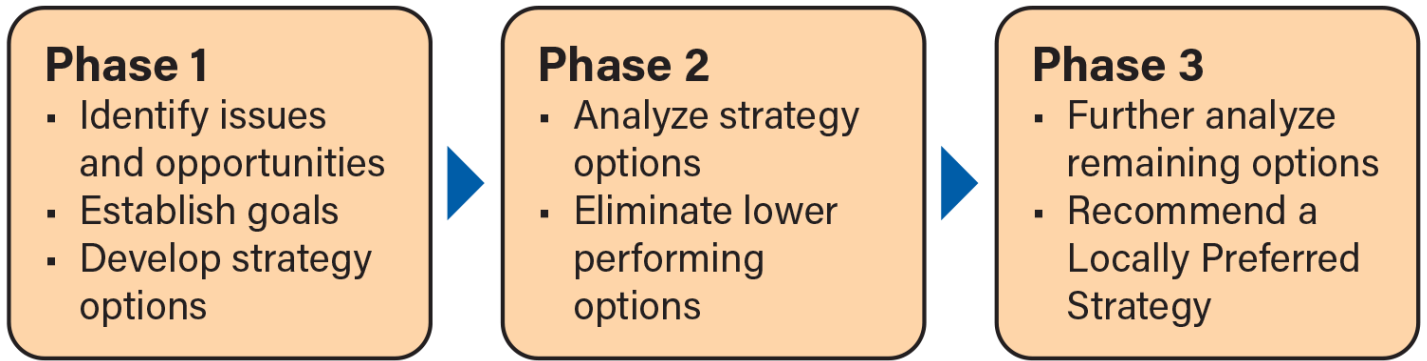 Phase 1
▪ Identify issues
and opportunities
▪ Establish goals
▪ Develop strategy
options
Phase 2
▪ Analyze strategy
options
▪ Eliminate lower
performing
options
Phase 3
▪ Further analyze
remaining options
▪ Recommend a
Locally Preferred
Strategy